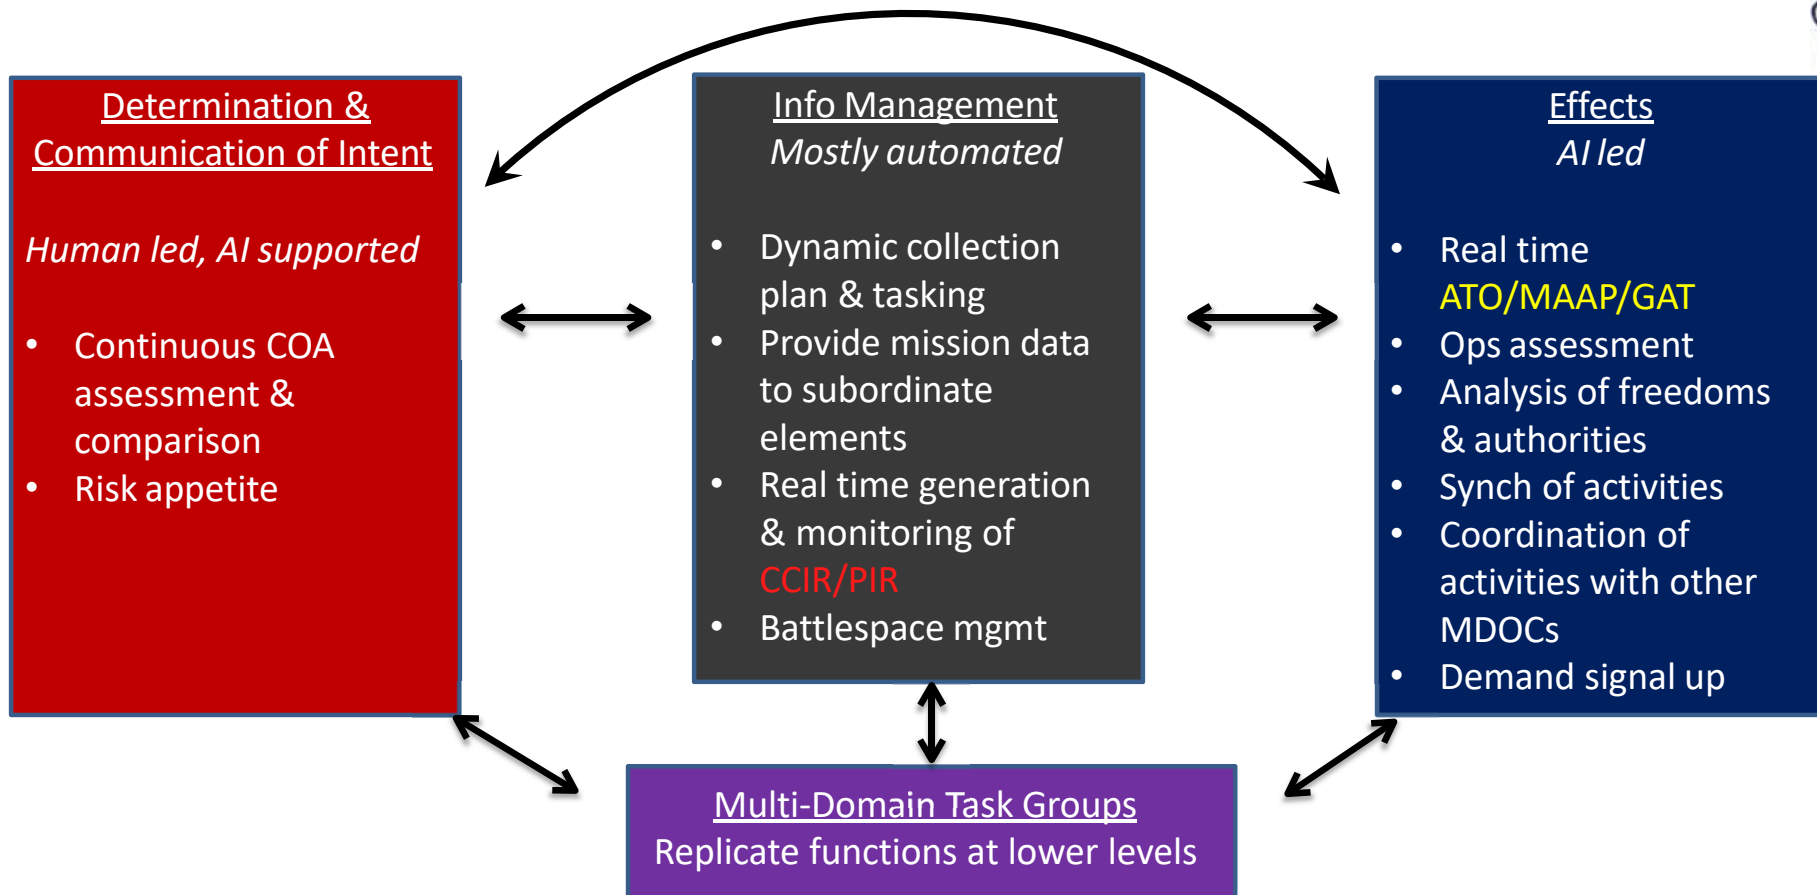 Determination &
Communication of Intent
Human led, AI supported
• Continuous COA
assessment &
comparison
• Risk appetite
Info Management
Mostly automated
• Dynamic collection
plan & tasking
• Provide mission data
to subordinate
elements
• Real time generation
& monitoring of
CCIR/PIR
• Battlespace mgmt
Effects
AI led
• Real time
ATO/MAAP/GAT
• Ops assessment
• Analysis of freedoms
& authorities
• Synch of activities
• Coordination of
activities with other
MDOCs
• Demand signal up
Multi-Domain Task Groups
Replicate functions at lower levels